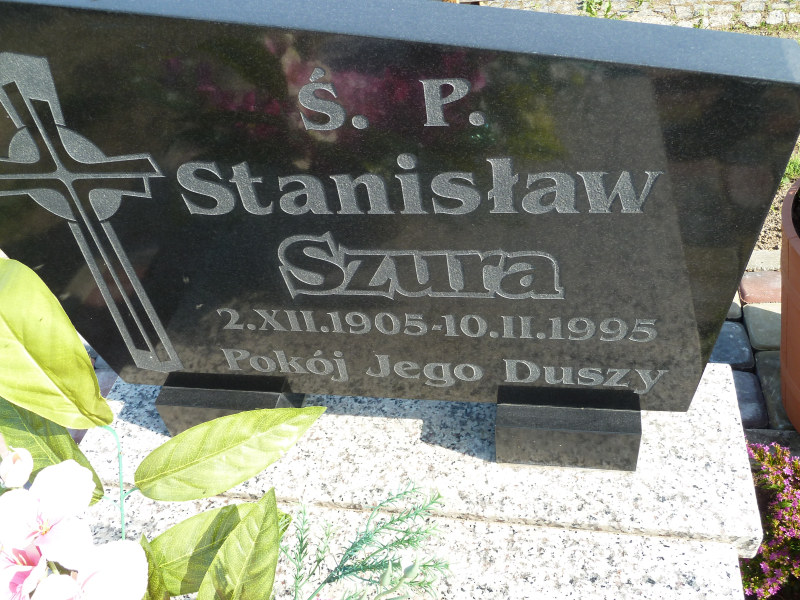 Ś. P.
Stanisław
Szura
2.XII.1905-10.II.1995
Pokój Jego Duszy